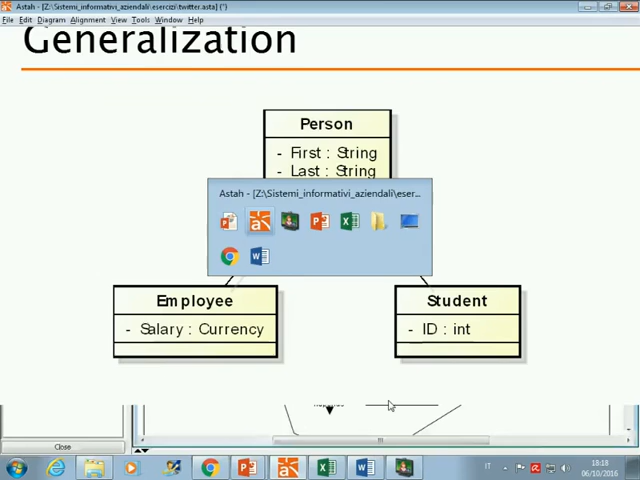 Astah - [Z:\Sistemi_informativi_aziendali\esercizi\twitter.asta] (*)
File Edit Diagram Alignment View Tools Window Help
Generalization
Person
- First : String
- Last : String
Astah - [Z:\Sistemi_informativi_aziendali\eser...
Employee
- Salary : Currency
Student
- ID : int
Close
IT
18:18
06/10/2016